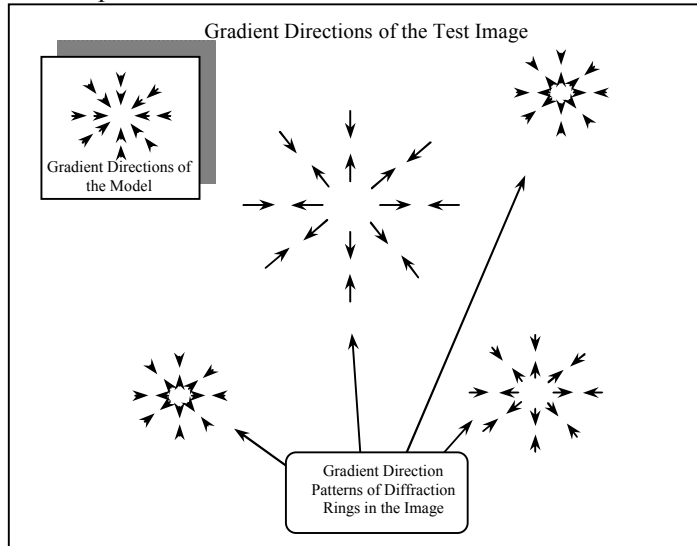 Gradient Directions of the Test Image
Gradient Directions of
the Model
Gradient Direction
Patterns of Diffraction
Rings in the Image